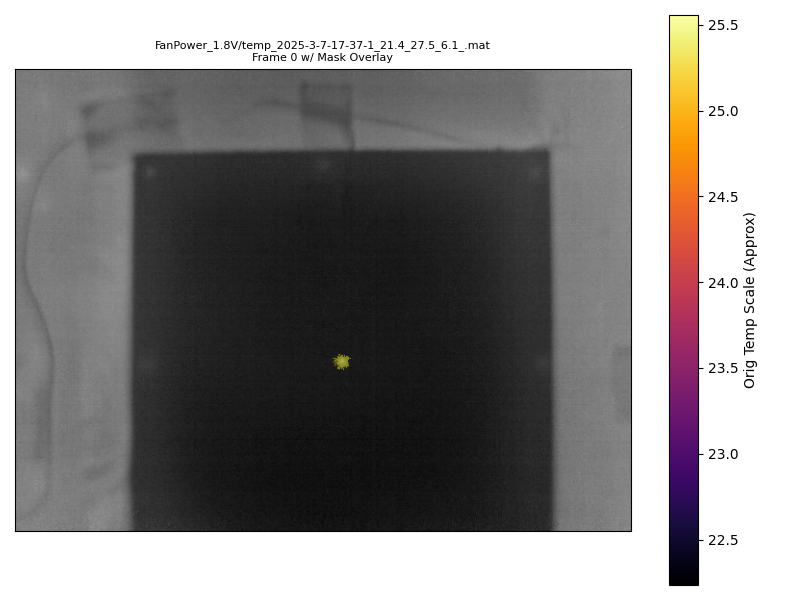 FanPower_1.8V/temp_2025-3-7-17-37-1_21.4_27.5_6.1_.mat
Frame 0 w/ Mask Overlay
25.5
25.0
24.5
24.0
23.5
23.0
22.5
Orig Temp Scale (Approx)